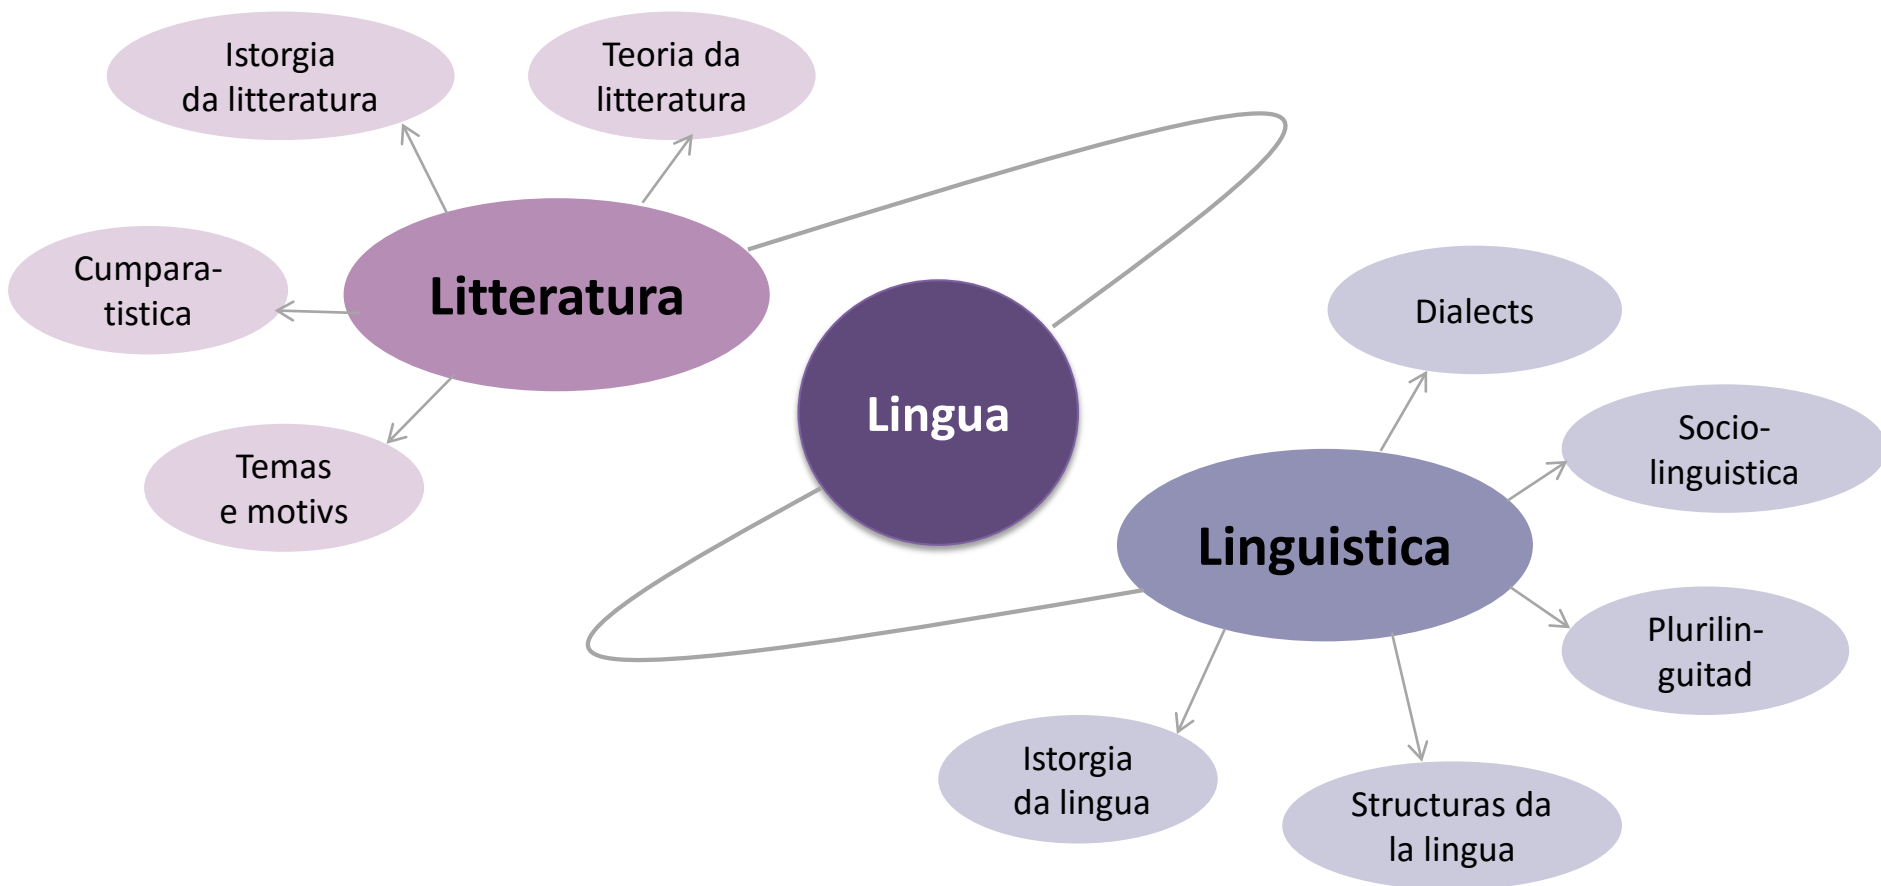 Istorgia
da litteratura
Teoria da
litteratura
Cumpara-
tistica
Litteratura
Temas
e motivs
Lingua
Dialects
Socio-
linguistica
Linguistica
Plurilin-
guitad
Istorgia
da lingua
Structuras da
la lingua